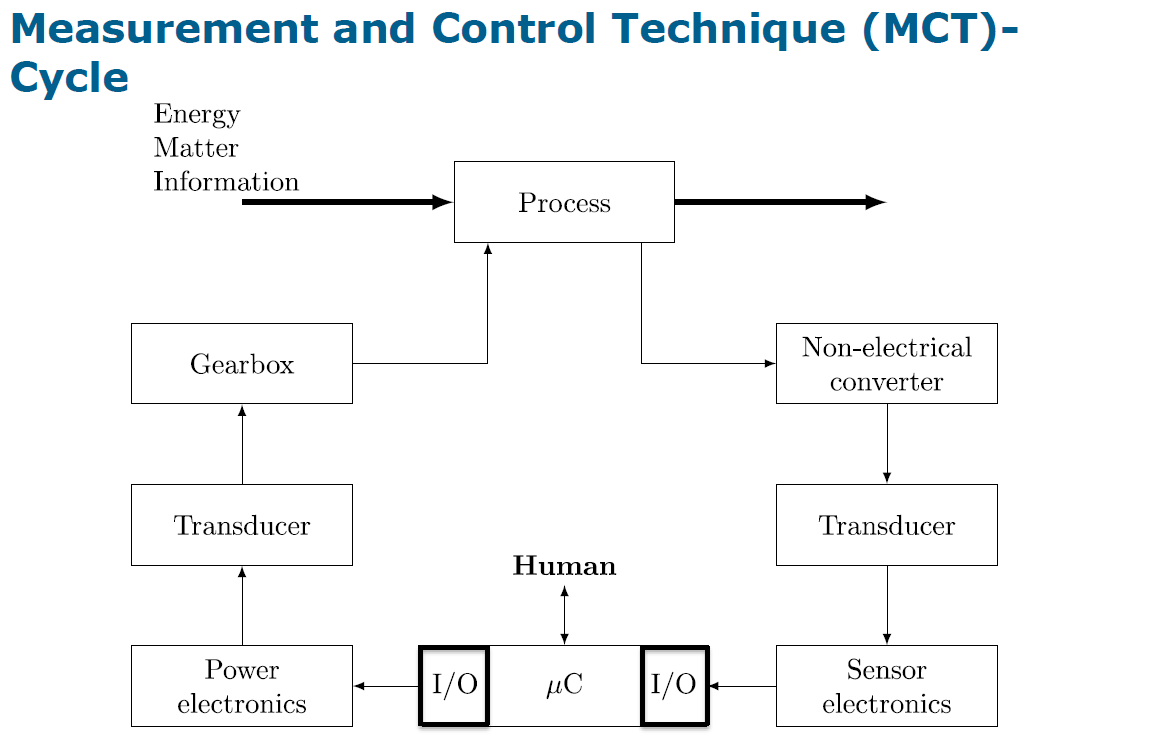 Measurement and Control Technique (MCT)-
Cycle
Energy
Matter
Information
Process
Gearbox
Non-electrical
converter
Transducer
Transducer
Human
Power
electronics
I/O
μC
I/O
Sensor
electronics